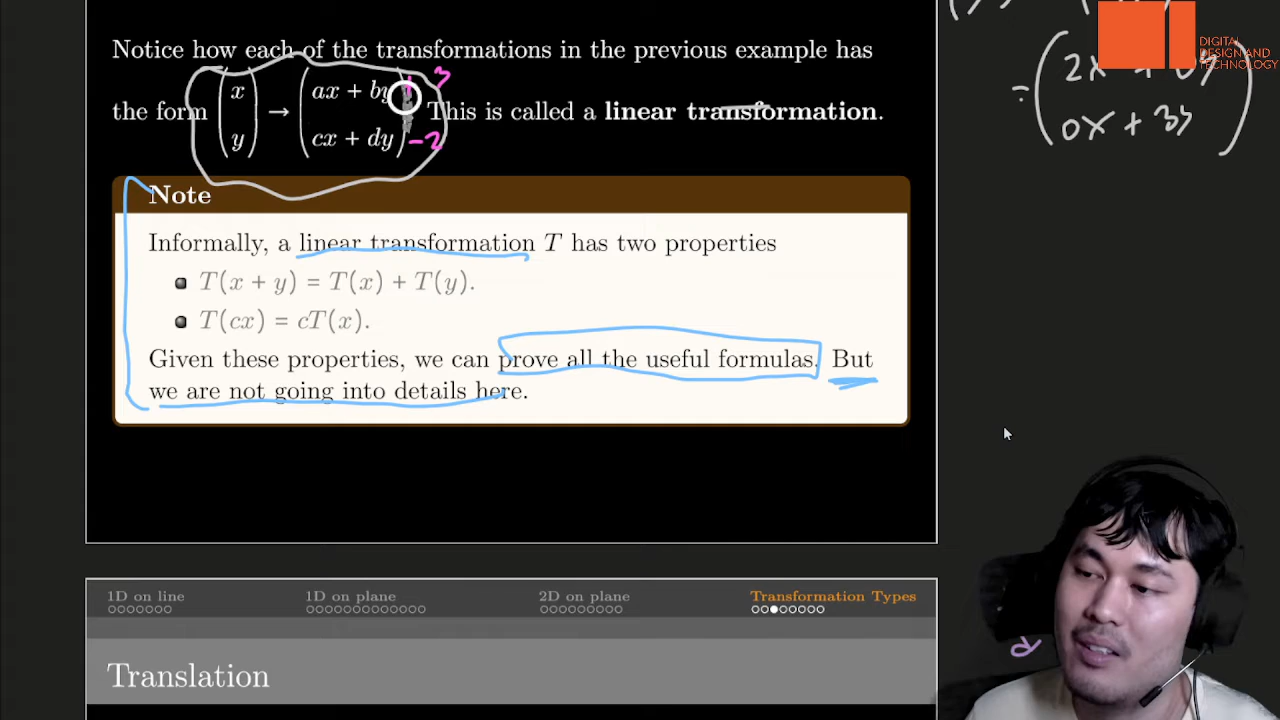 Notice how each of the transformations in the previous example has
the form (x y) → (ax + by cx + dy) This is called a linear transformation.
3
-2
Note
Informally, a linear transformation T has two properties
T(x + y) = T(x) + T(y).
T(cx) = cT(x).
Given these properties, we can prove all the useful formulas. But
we are not going into details here.
1D on line
1D on plane
2D on plane
Transformation Types
Translation
DIGITAL
DESIGN AND
TECHNOLOGY
0x + 3y